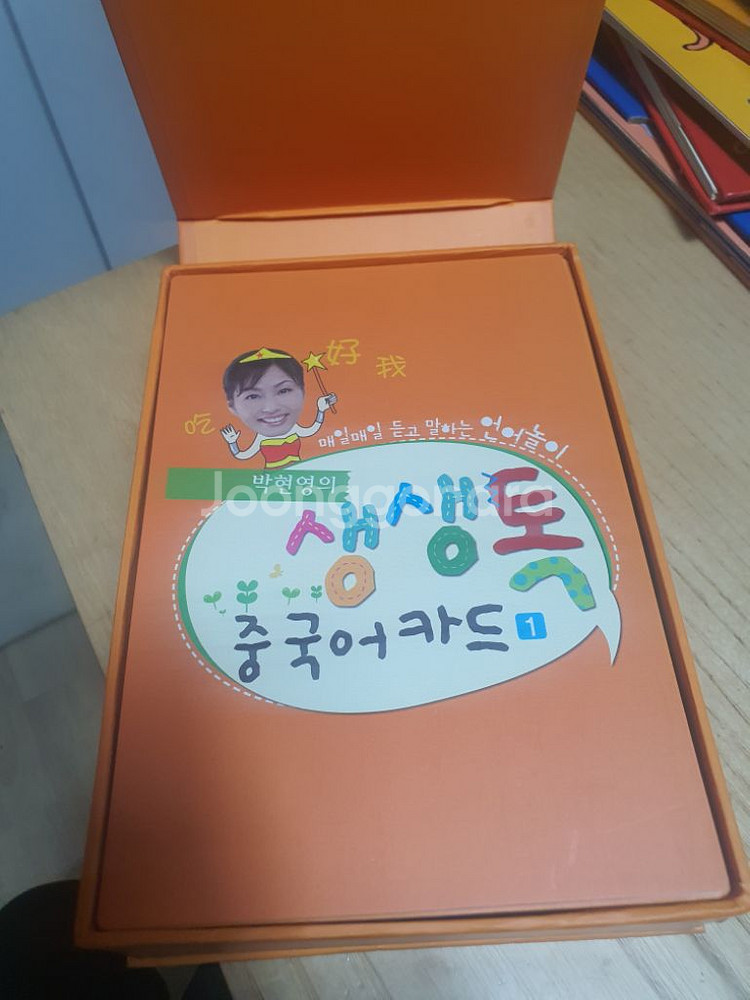 好
我
吃
매일매일 듣고 말하는 언어놀이
박현영의
Joonggonara
생생톡
중국어카드 1